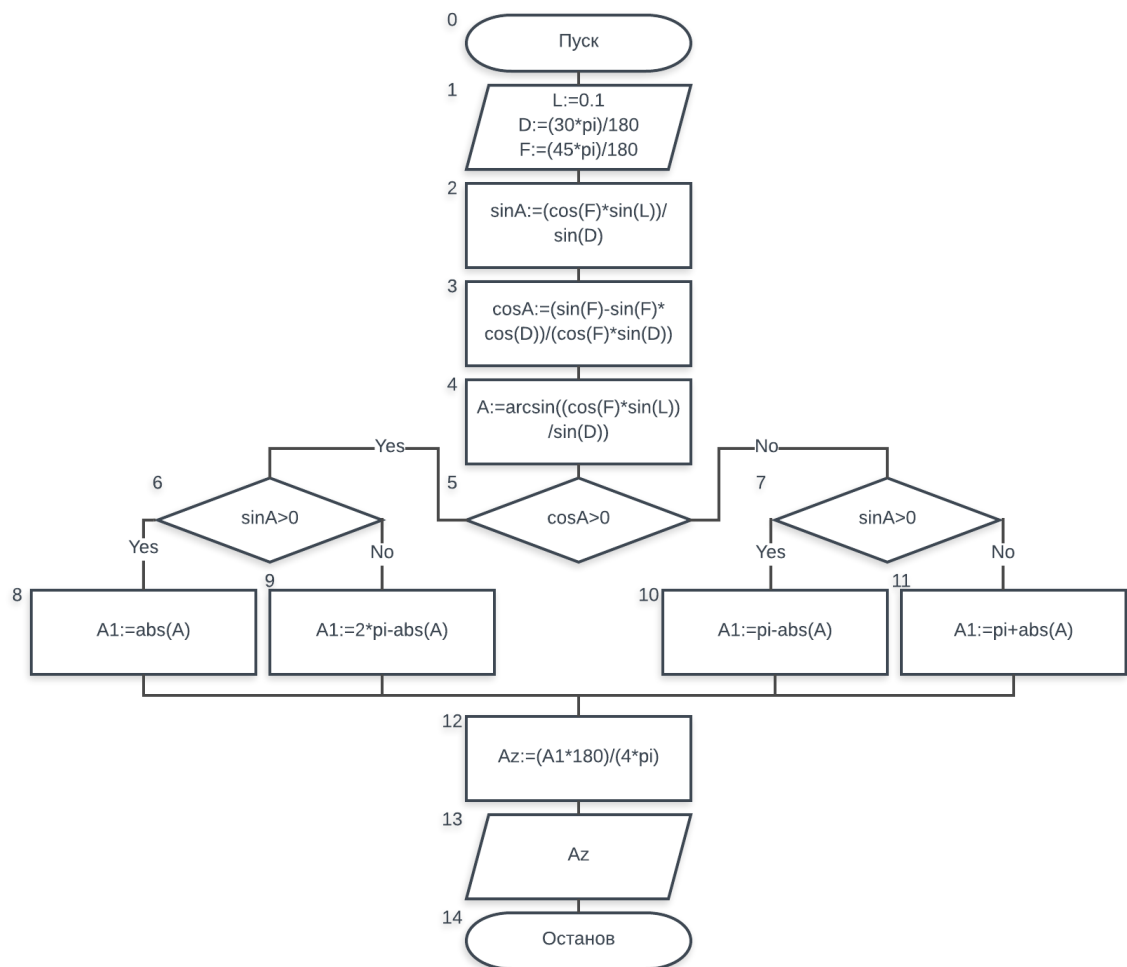 0
Пуск
1
L:=0.1
D:=(30*pi)/180
F:=(45*pi)/180
2
sinA:=(cos(F)*sin(L))/
sin(D)
3
cosA:=(sin(F)-sin(F)*
cos(D))/(cos(F)*sin(D))
4
A:=arcsin((cos(F)*sin(L))
/sin(D))
Yes
No
6
5
7
sinA>0
cosA>0
sinA>0
Yes
No
Yes
No
8
9
10
11
A1:=abs(A)
A1:=2*pi-abs(A)
A1:=pi-abs(A)
A1:=pi+abs(A)
12
Az:=(A1*180)/(4*pi)
13
Az
14
Останов